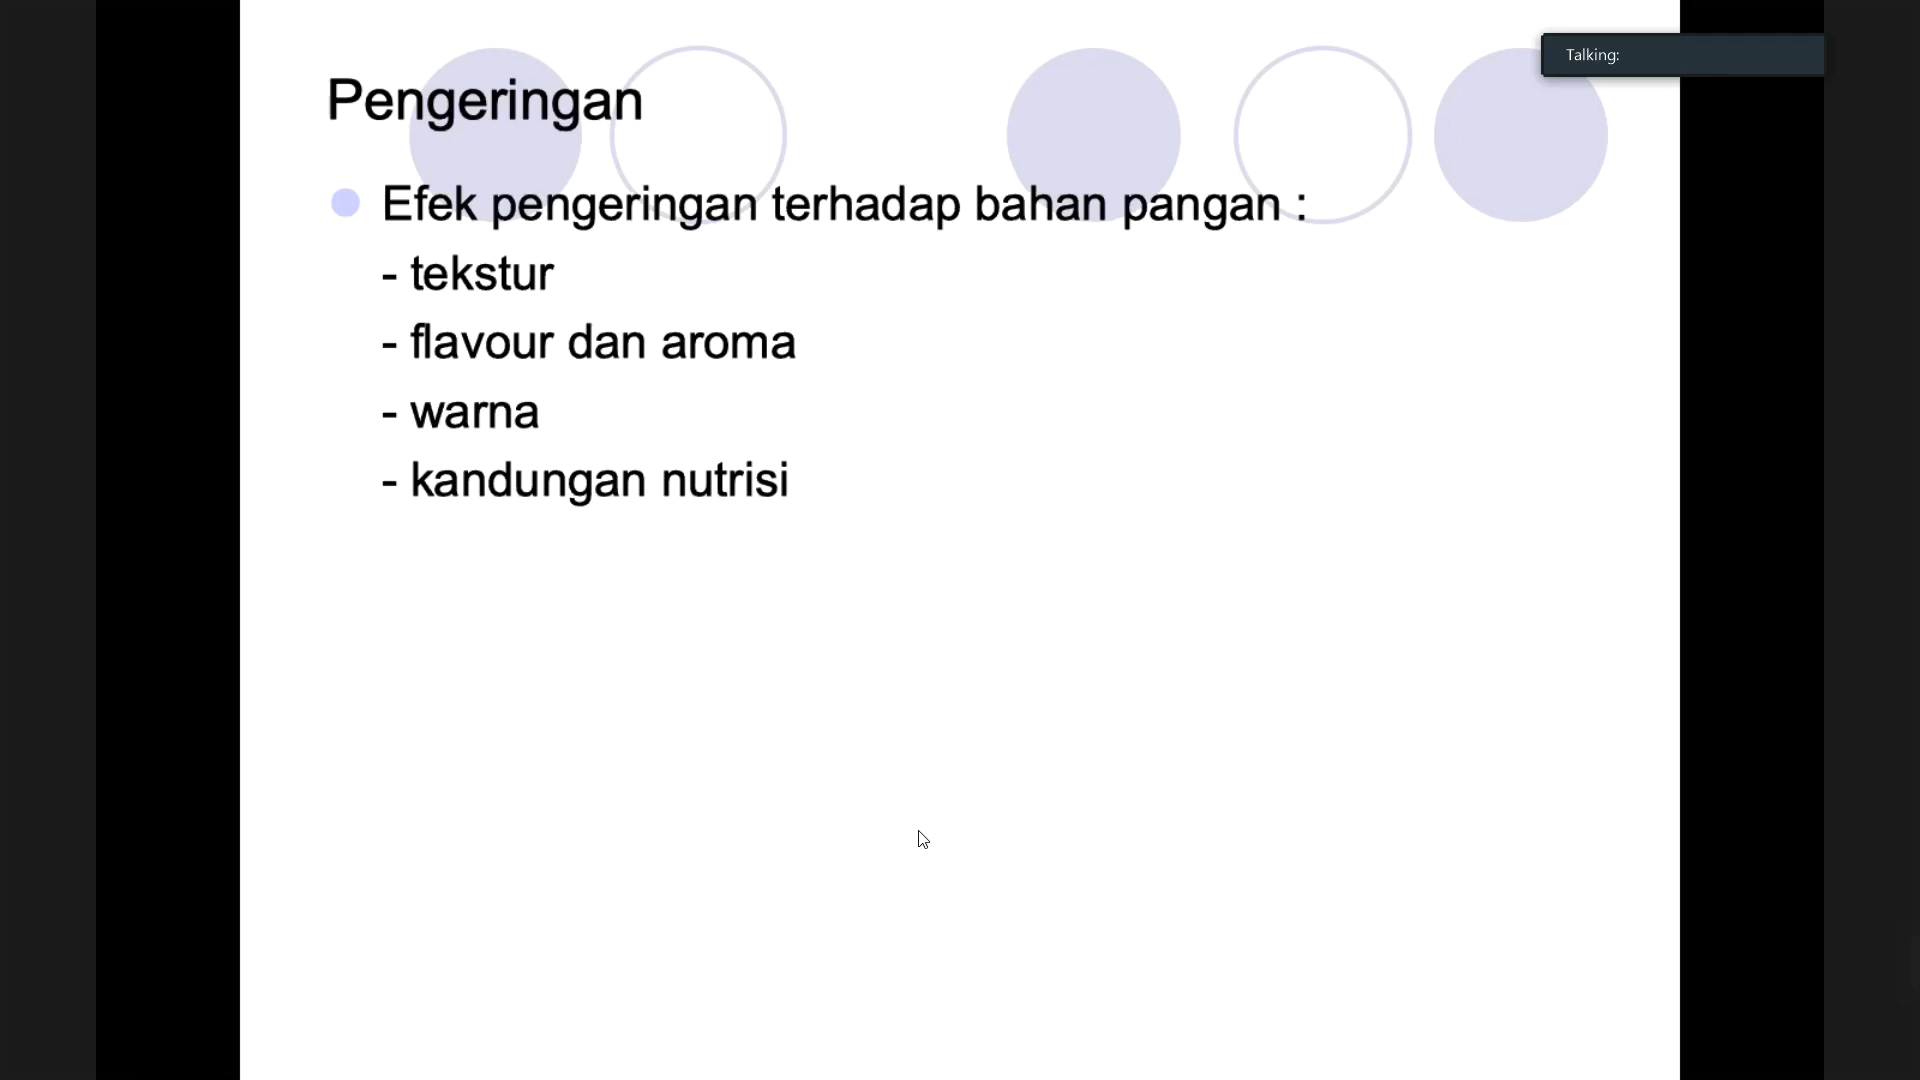 Talking:
Pengeringan
Efek pengeringan terhadap bahan pangan :
- tekstur
- flavour dan aroma
- warna
- kandungan nutrisi